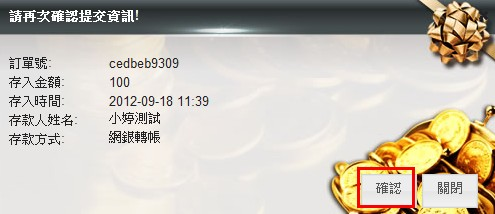 請再次確認提交資訊!
訂單號: cedbeb9309
存入金額: 100
存入時間: 2012-09-18 11:39
存款人姓名: 小婷測試
存款方式: 網銀轉帳
確認 關閉